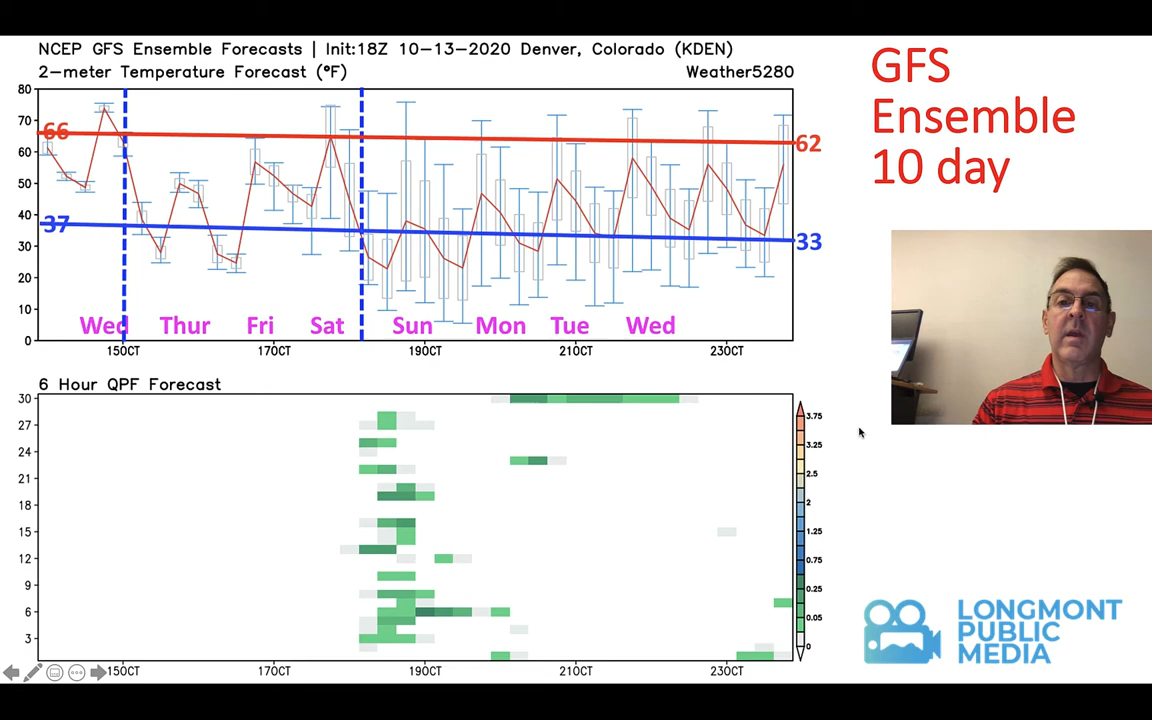 NCEP GFS Ensemble Forecasts | Init:18Z 10-13-2020 Denver, Colorado (KDEN)
2-meter Temperature Forecast (°F)
Weather5280
GFS
Ensemble
10 day
80
70
66
60
62
50
40
37
33
30
20
10
0
Wed
Thur
Fri
Sat
Sun
Mon
Tue
Wed
15OCT
17OCT
19OCT
21OCT
23OCT
6 Hour QPF Forecast
30
27
24
21
18
15
12
9
6
3
3.75
3.25
2.5
2
1.25
0.75
0.25
0.05
0
15OCT
17OCT
19OCT
21OCT
23OCT
LONGMONT
PUBLIC
MEDIA